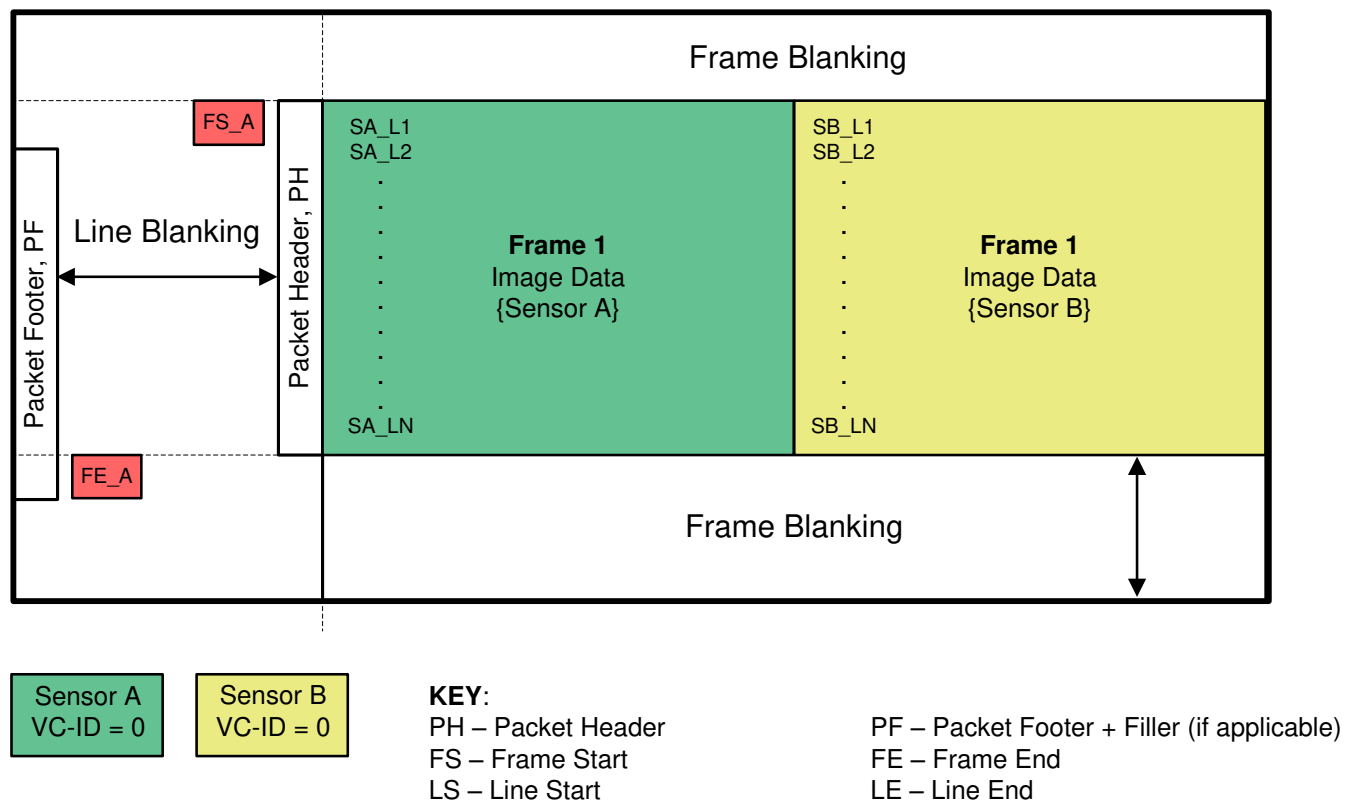 Frame Blanking
FS_A
Packet Header, PH
SA_L1
SA_L2
.
.
.
.
.
.
.
.
.
.
SA_LN
Frame 1
Image Data
{Sensor A}
SB_L1
SB_L2
.
.
.
.
.
.
.
.
.
.
SB_LN
Frame 1
Image Data
{Sensor B}
Packet Footer, PF
Line Blanking
FE_A
Frame Blanking
Sensor A
VC-ID = 0
Sensor B
VC-ID = 0
KEY:
PH – Packet Header
FS – Frame Start
LS – Line Start
PF – Packet Footer + Filler (if applicable)
FE – Frame End
LE – Line End